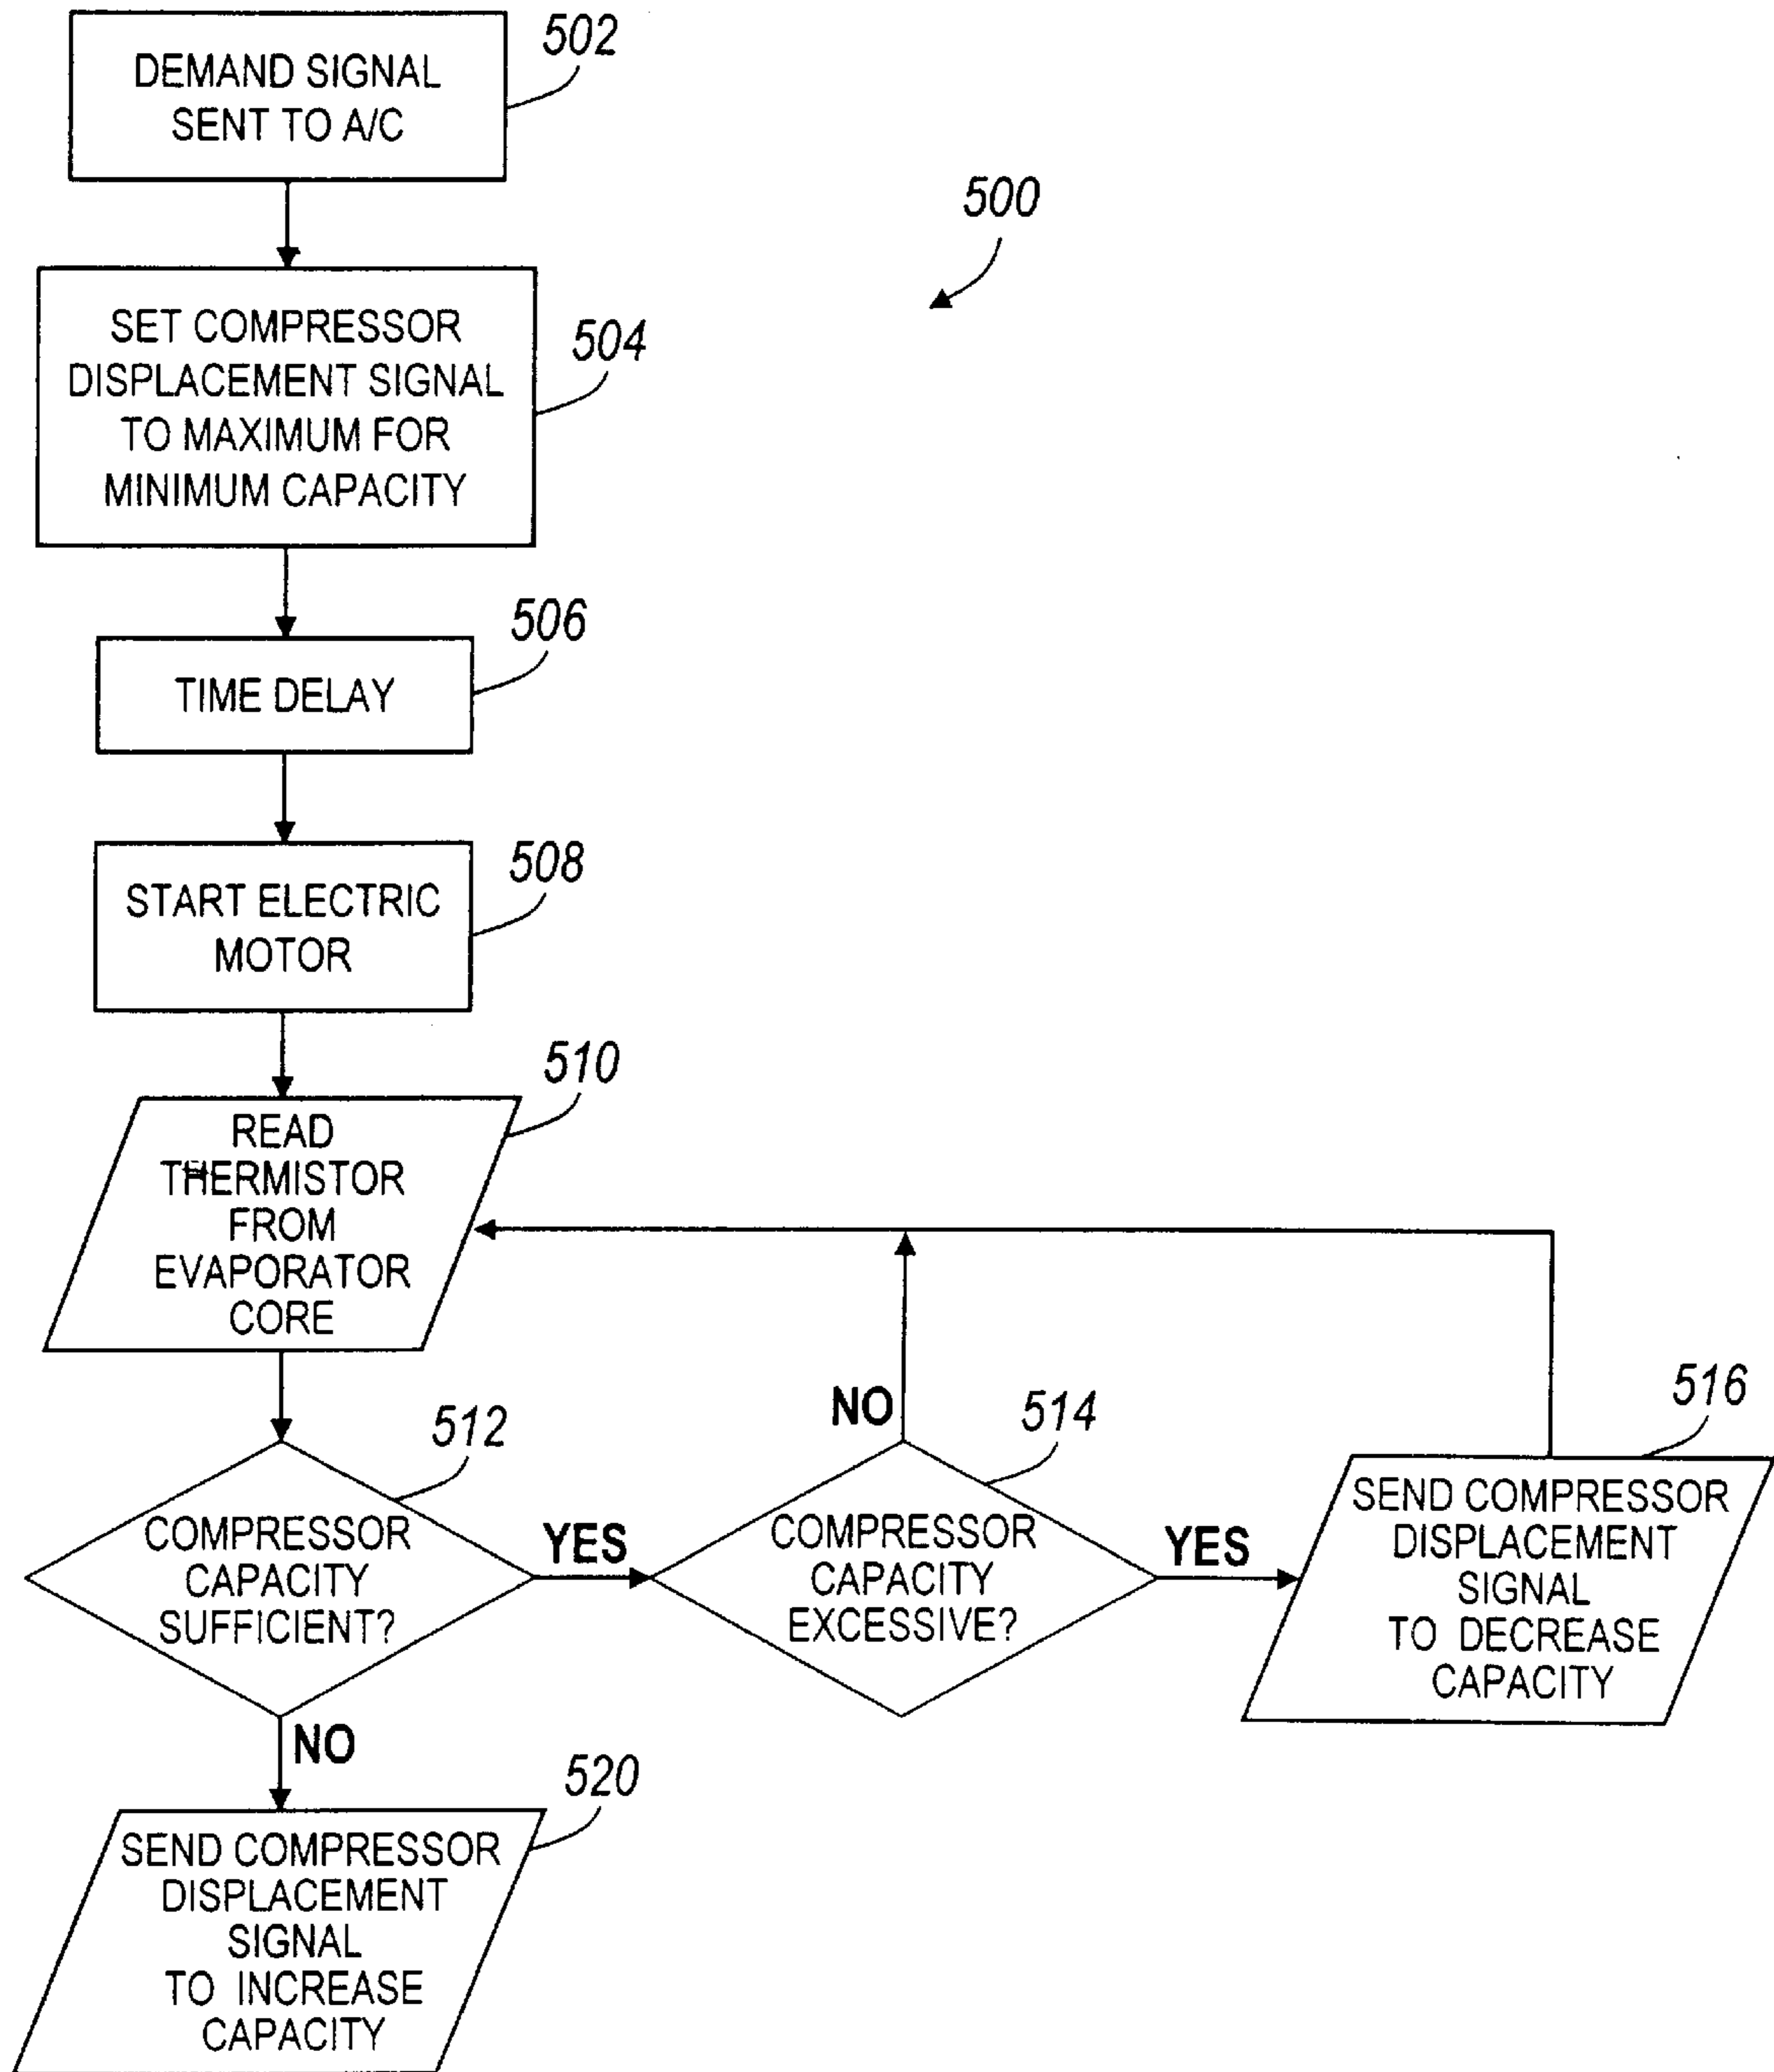 502
DEMAND SIGNAL
SENT TO A/C
500
SET COMPRESSOR
DISPLACEMENT SIGNAL
TO MAXIMUM FOR
MINIMUM CAPACITY
504
506
TIME DELAY
508
START ELECTRIC
MOTOR
510
READ
THERMISTOR
FROM
EVAPORATOR
CORE
512
COMPRESSOR
CAPACITY
SUFFICIENT?
YES
NO
NO
514
COMPRESSOR
CAPACITY
EXCESSIVE?
YES
516
SEND COMPRESSOR
DISPLACEMENT
SIGNAL
TO DECREASE
CAPACITY
520
SEND COMPRESSOR
DISPLACEMENT
SIGNAL
TO INCREASE
CAPACITY